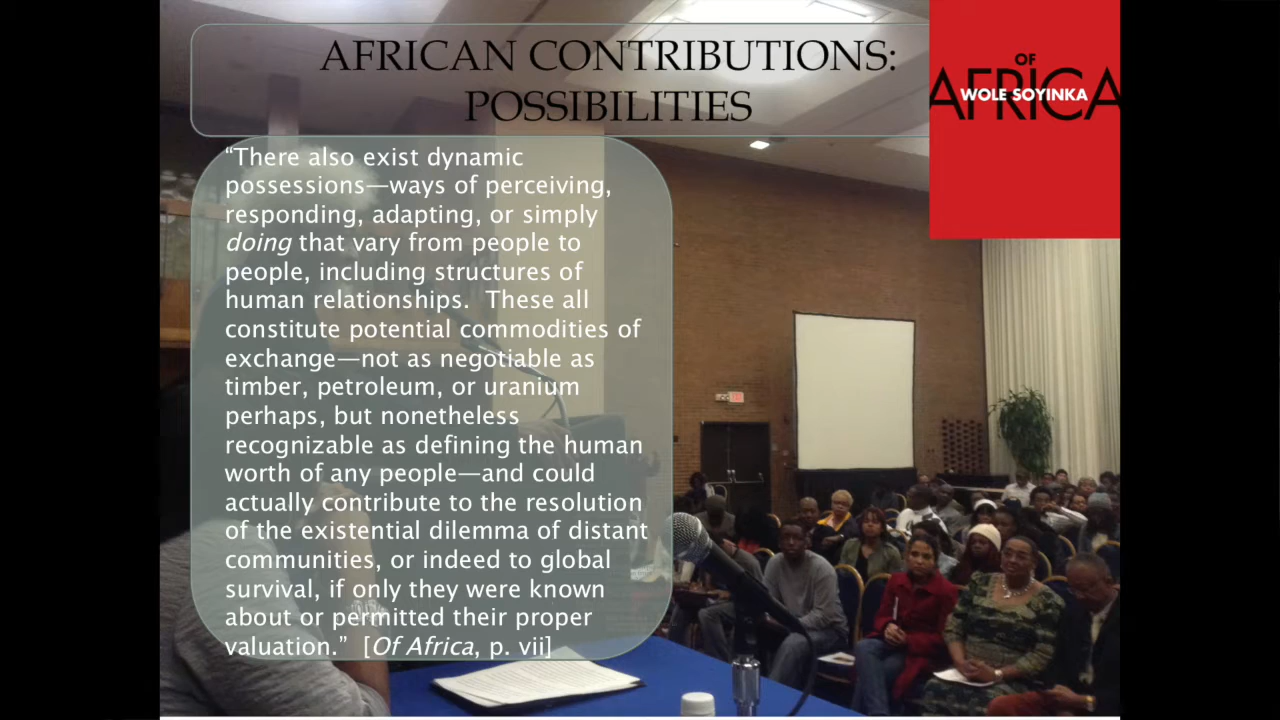 AFRICAN CONTRIBUTIONS:
POSSIBILITIES
OF
AFRICA
WOLE SOYINKA
“There also exist dynamic
possessions—ways of perceiving,
responding, adapting, or simply
doing that vary from people to
people, including structures of
human relationships.  These all
constitute potential commodities of
exchange—not as negotiable as
timber, petroleum, or uranium
perhaps, but nonetheless
recognizable as defining the human
worth of any people—and could
actually contribute to the resolution
of the existential dilemma of distant
communities, or indeed to global
survival, if only they were known
about or permitted their proper
valuation.”  [Of Africa, p. vii]